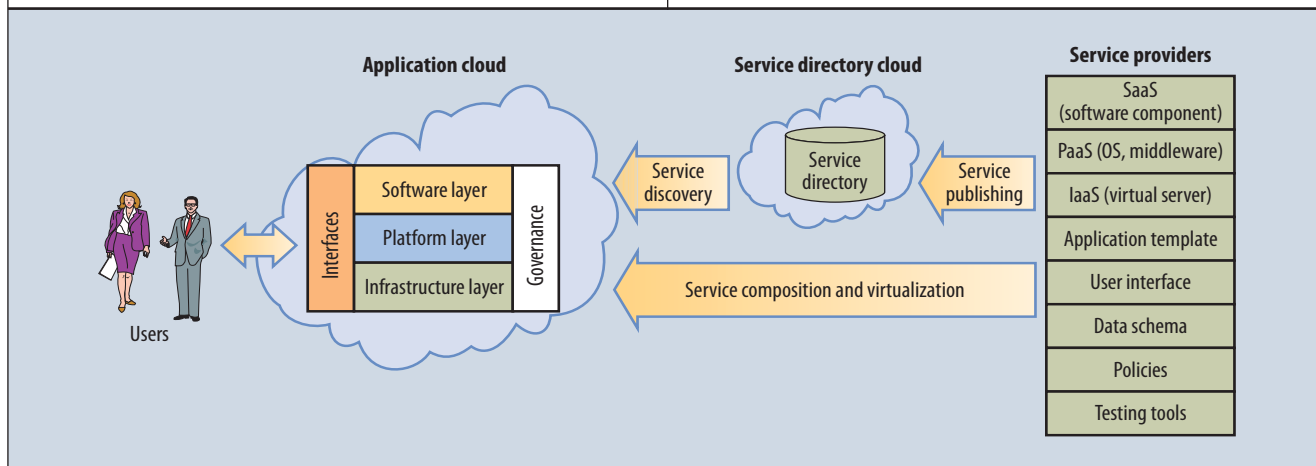 Application cloud
Service directory cloud
Service providers
Users
Interfaces
Software layer
Platform layer
Infrastructure layer
Governance
Service
discovery
Service
directory
Service
publishing
Service composition and virtualization
SaaS
(software component)
PaaS (OS, middleware)
IaaS (virtual server)
Application template
User interface
Data schema
Policies
Testing tools